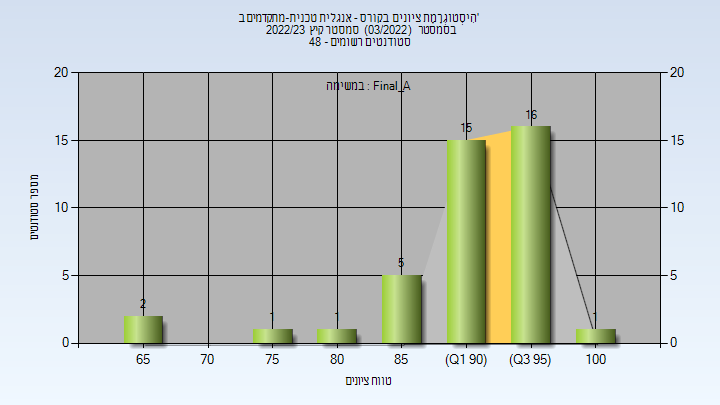 היסטוגרמת ציונים בקורס - אנגלית טכנית-מתקדמים ב'
בסמסטר (03/2022) סמסטר קיץ 2022/23
סטודנטים רשומים - 48
במשימה : Final_A
20
15
10
5
0
20
15
10
5
0
מספר סטודנטים
2
1
1
5
15
16
1
65
70
75
80
85
(Q1 90)
(Q3 95)
100
טווח ציונים